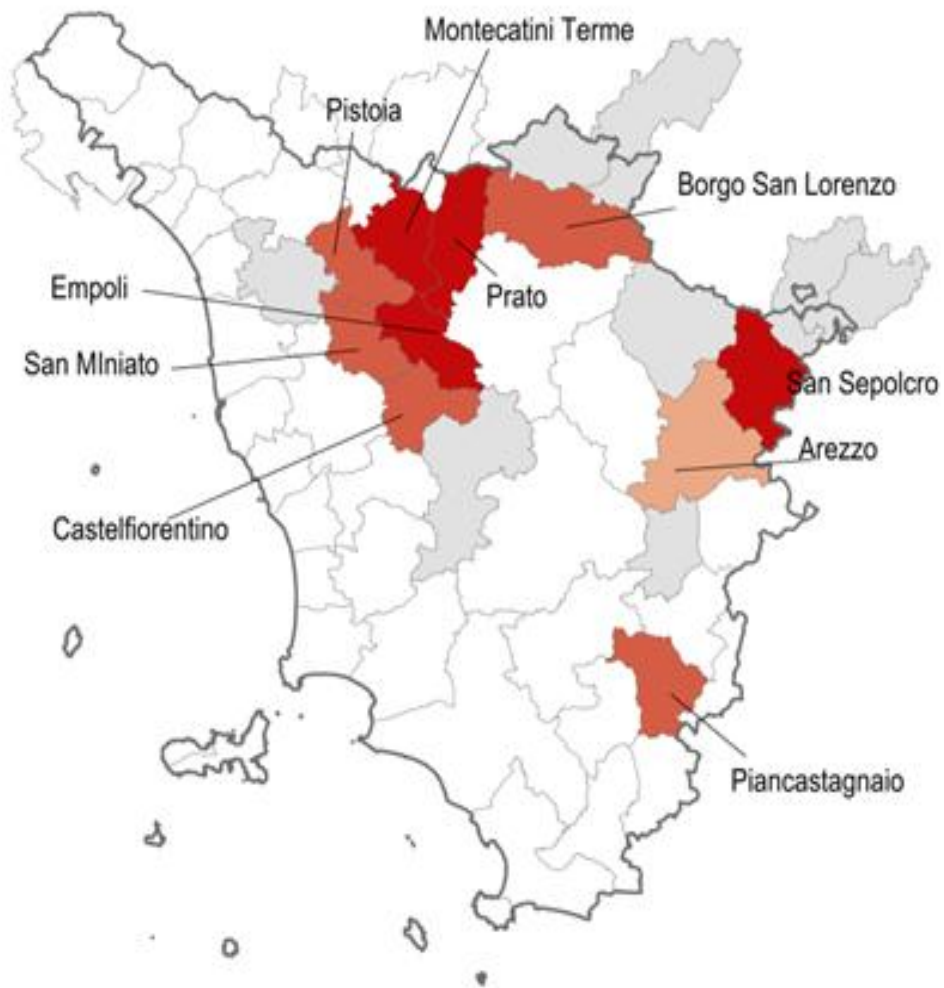 Montecatini Terme
Pistoia
Borgo San Lorenzo
Empoli
Prato
San MIniato
San Sepolcro
Arezzo
Castelfiorentino
Piancastagnaio